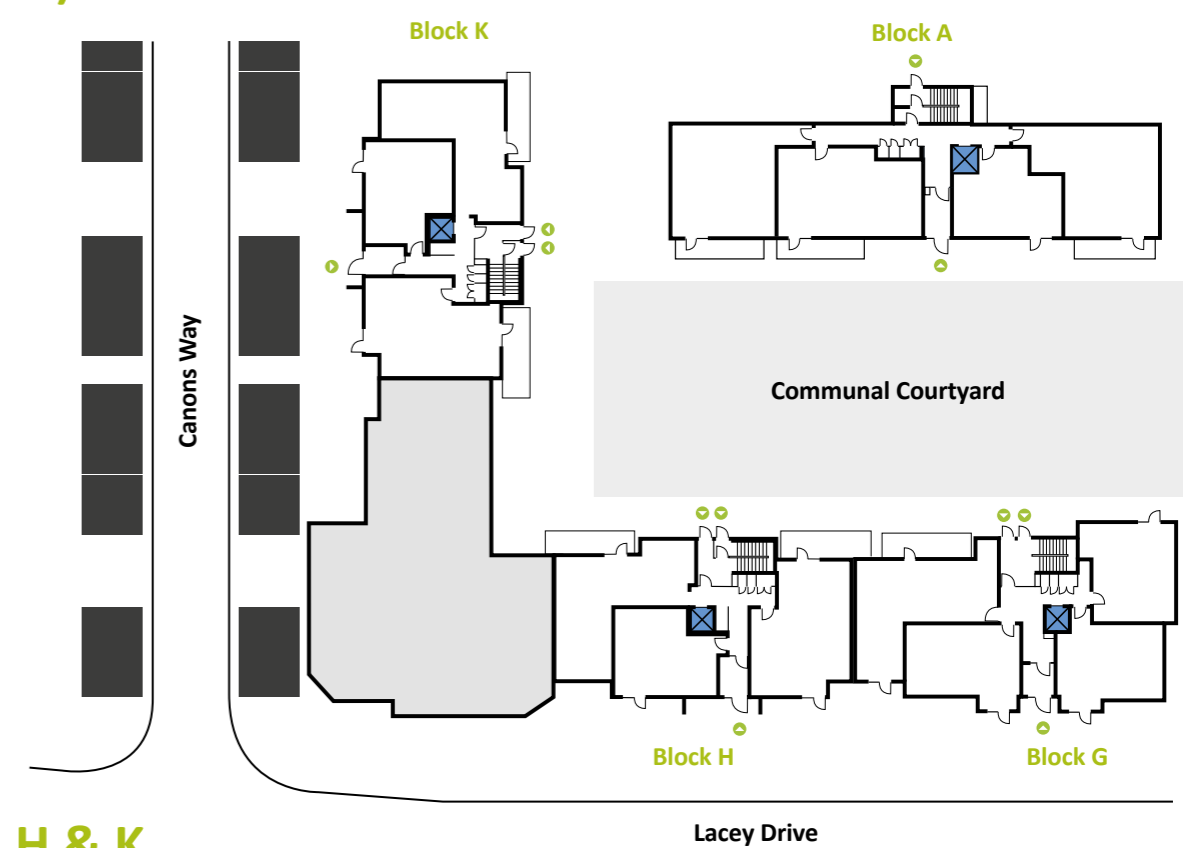 Block K
Block A
Canons Way
Communal Courtyard
Block H
Block G
Lacey Drive
H & K